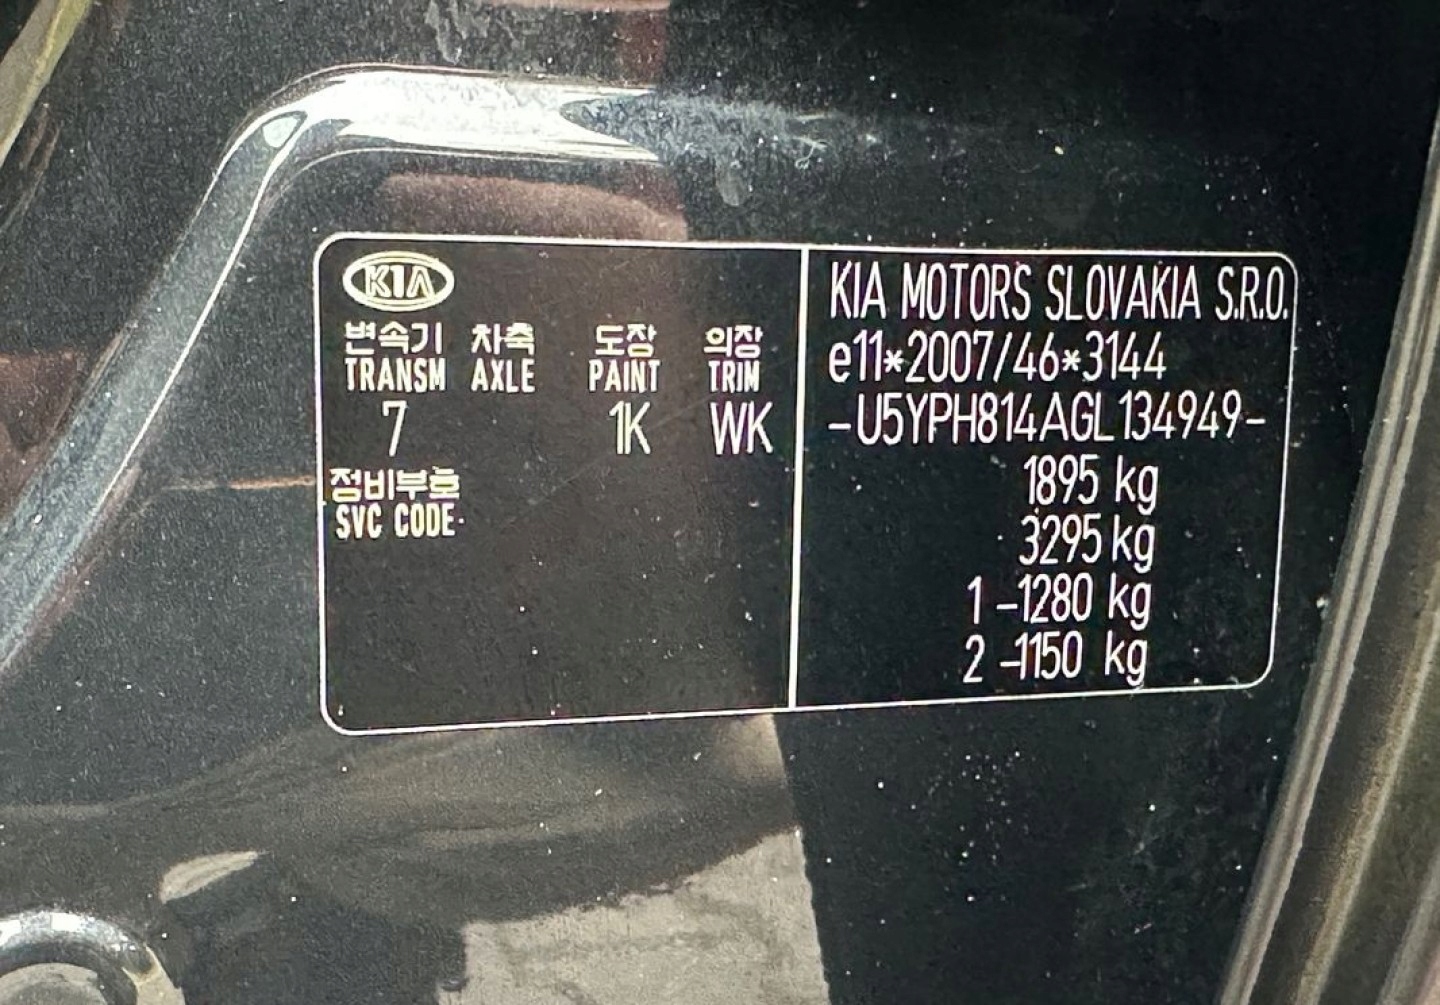 KIA
변속기 차축 도장 의장
TRANSM AXLE PAINT TRIM
7 1K WK
정비부호
SVC CODE
KIA MOTORS SLOVAKIA S.R.O.
e11*2007/46*3144
-U5YPH814AGL134949-
1895 kg
3295 kg
1 -1280 kg
2 -1150 kg